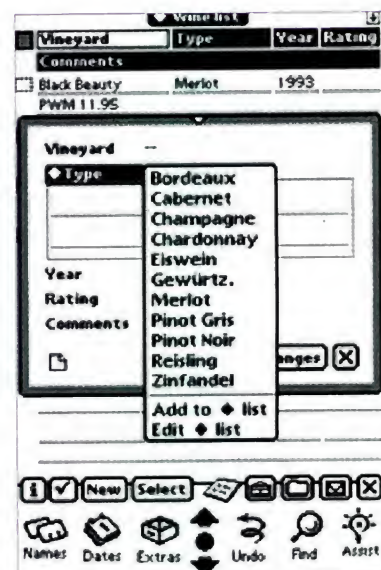 Wine list
Vineyard Type Year Rating
Comments
Black Beauty Merlot 1993
PWM 11.95
Vineyard
Type
Bordeaux
Cabernet
Champagne
Chardonnay
Eiswein
Gewürtz.
Merlot
Pinot Gris
Pinot Noir
Reisling
Zinfandel
Add to ◆ list
Edit ◆ list
Year
Rating
Comments
anges X
i New Select X
Names Dates Extras Undo Find Assist